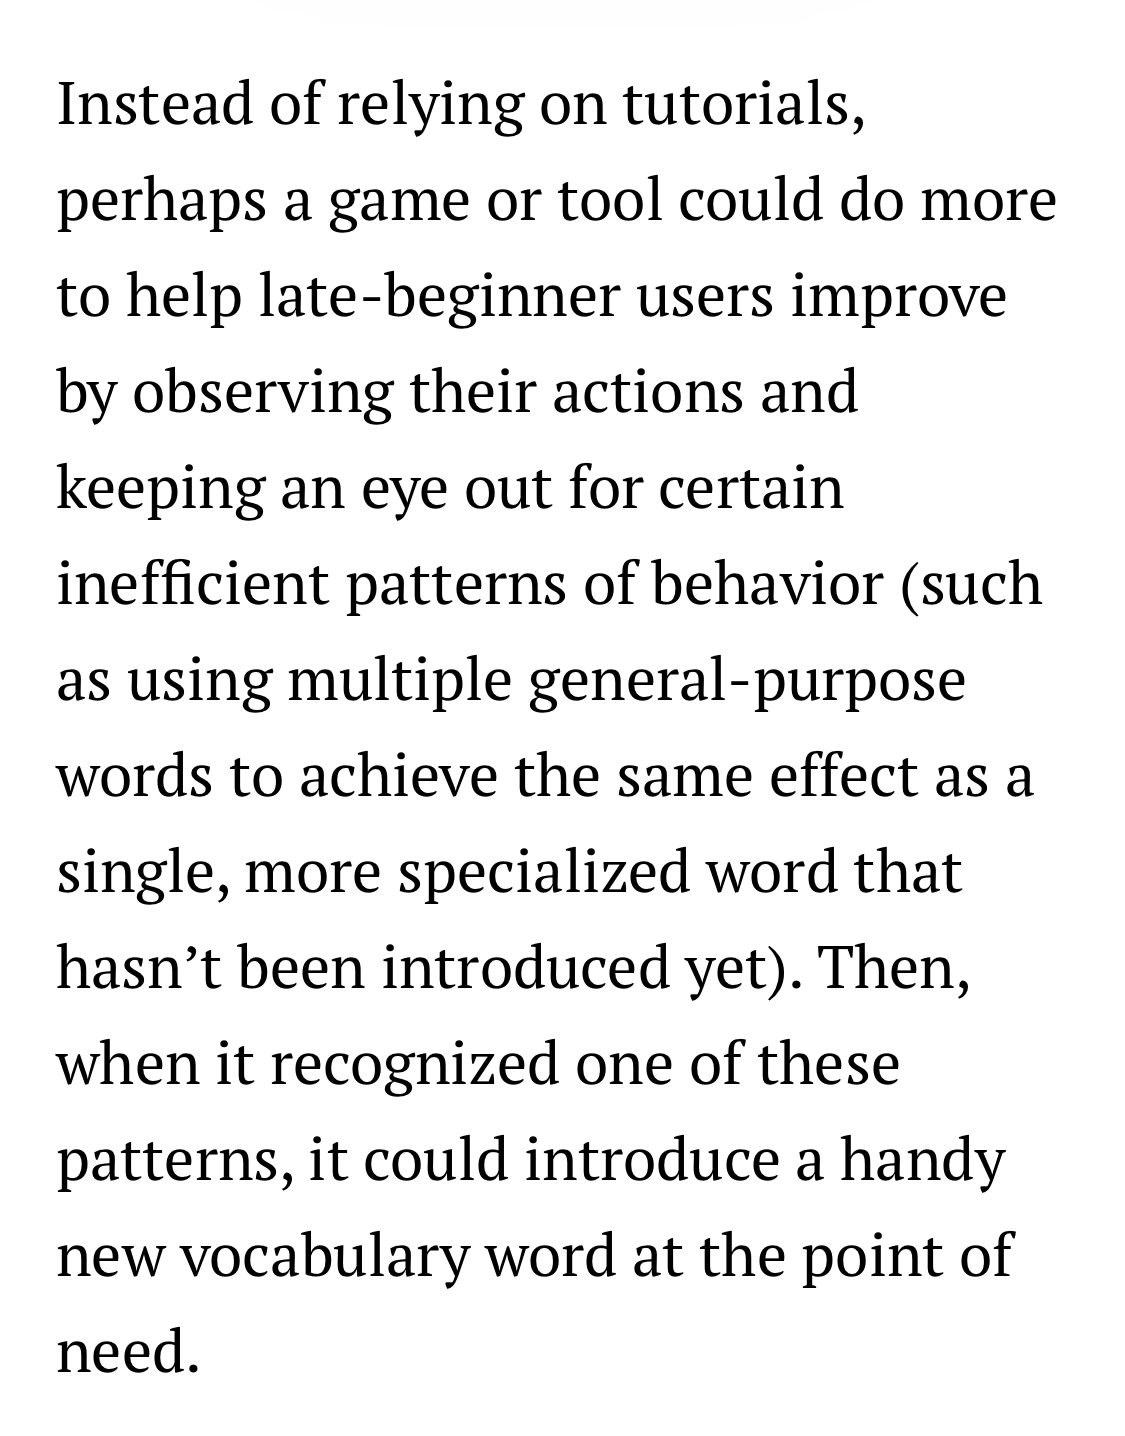 Instead of relying on tutorials,
perhaps a game or tool could do more
to help late-beginner users improve
by observing their actions and
keeping an eye out for certain
inefficient patterns of behavior (such
as using multiple general-purpose
words to achieve the same effect as a
single, more specialized word that
hasn’t been introduced yet). Then,
when it recognized one of these
patterns, it could introduce a handy
new vocabulary word at the point of
need.